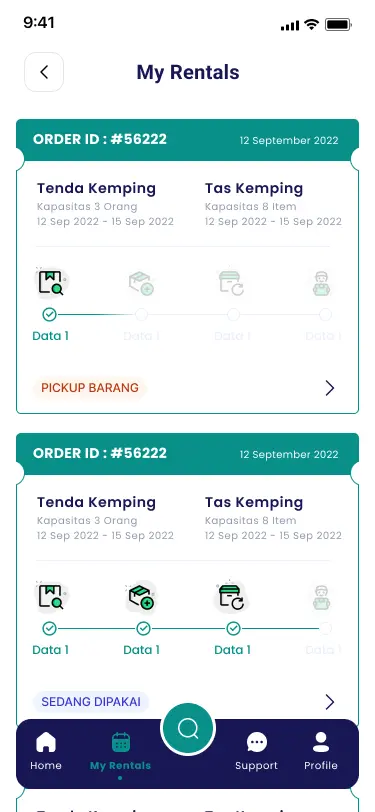 9:41
My Rentals
ORDER ID : #56222 12 September 2022
Tenda Kemping Tas Kemping
Kapasitas 3 Orang Kapasitas 8 Item
12 Sep 2022 - 15 Sep 2022 12 Sep 2022 - 15 Sep 2022
Data 1 Data 1 Data 1 Data 1
PICKUP BARANG
ORDER ID : #56222 12 September 2022
Tenda Kemping Tas Kemping
Kapasitas 3 Orang Kapasitas 8 Item
12 Sep 2022 - 15 Sep 2022 12 Sep 2022 - 15 Sep 2022
Data 1 Data 1 Data 1 Data 1
SEDANG DIPAKAI
Home My Rentals Support Profile